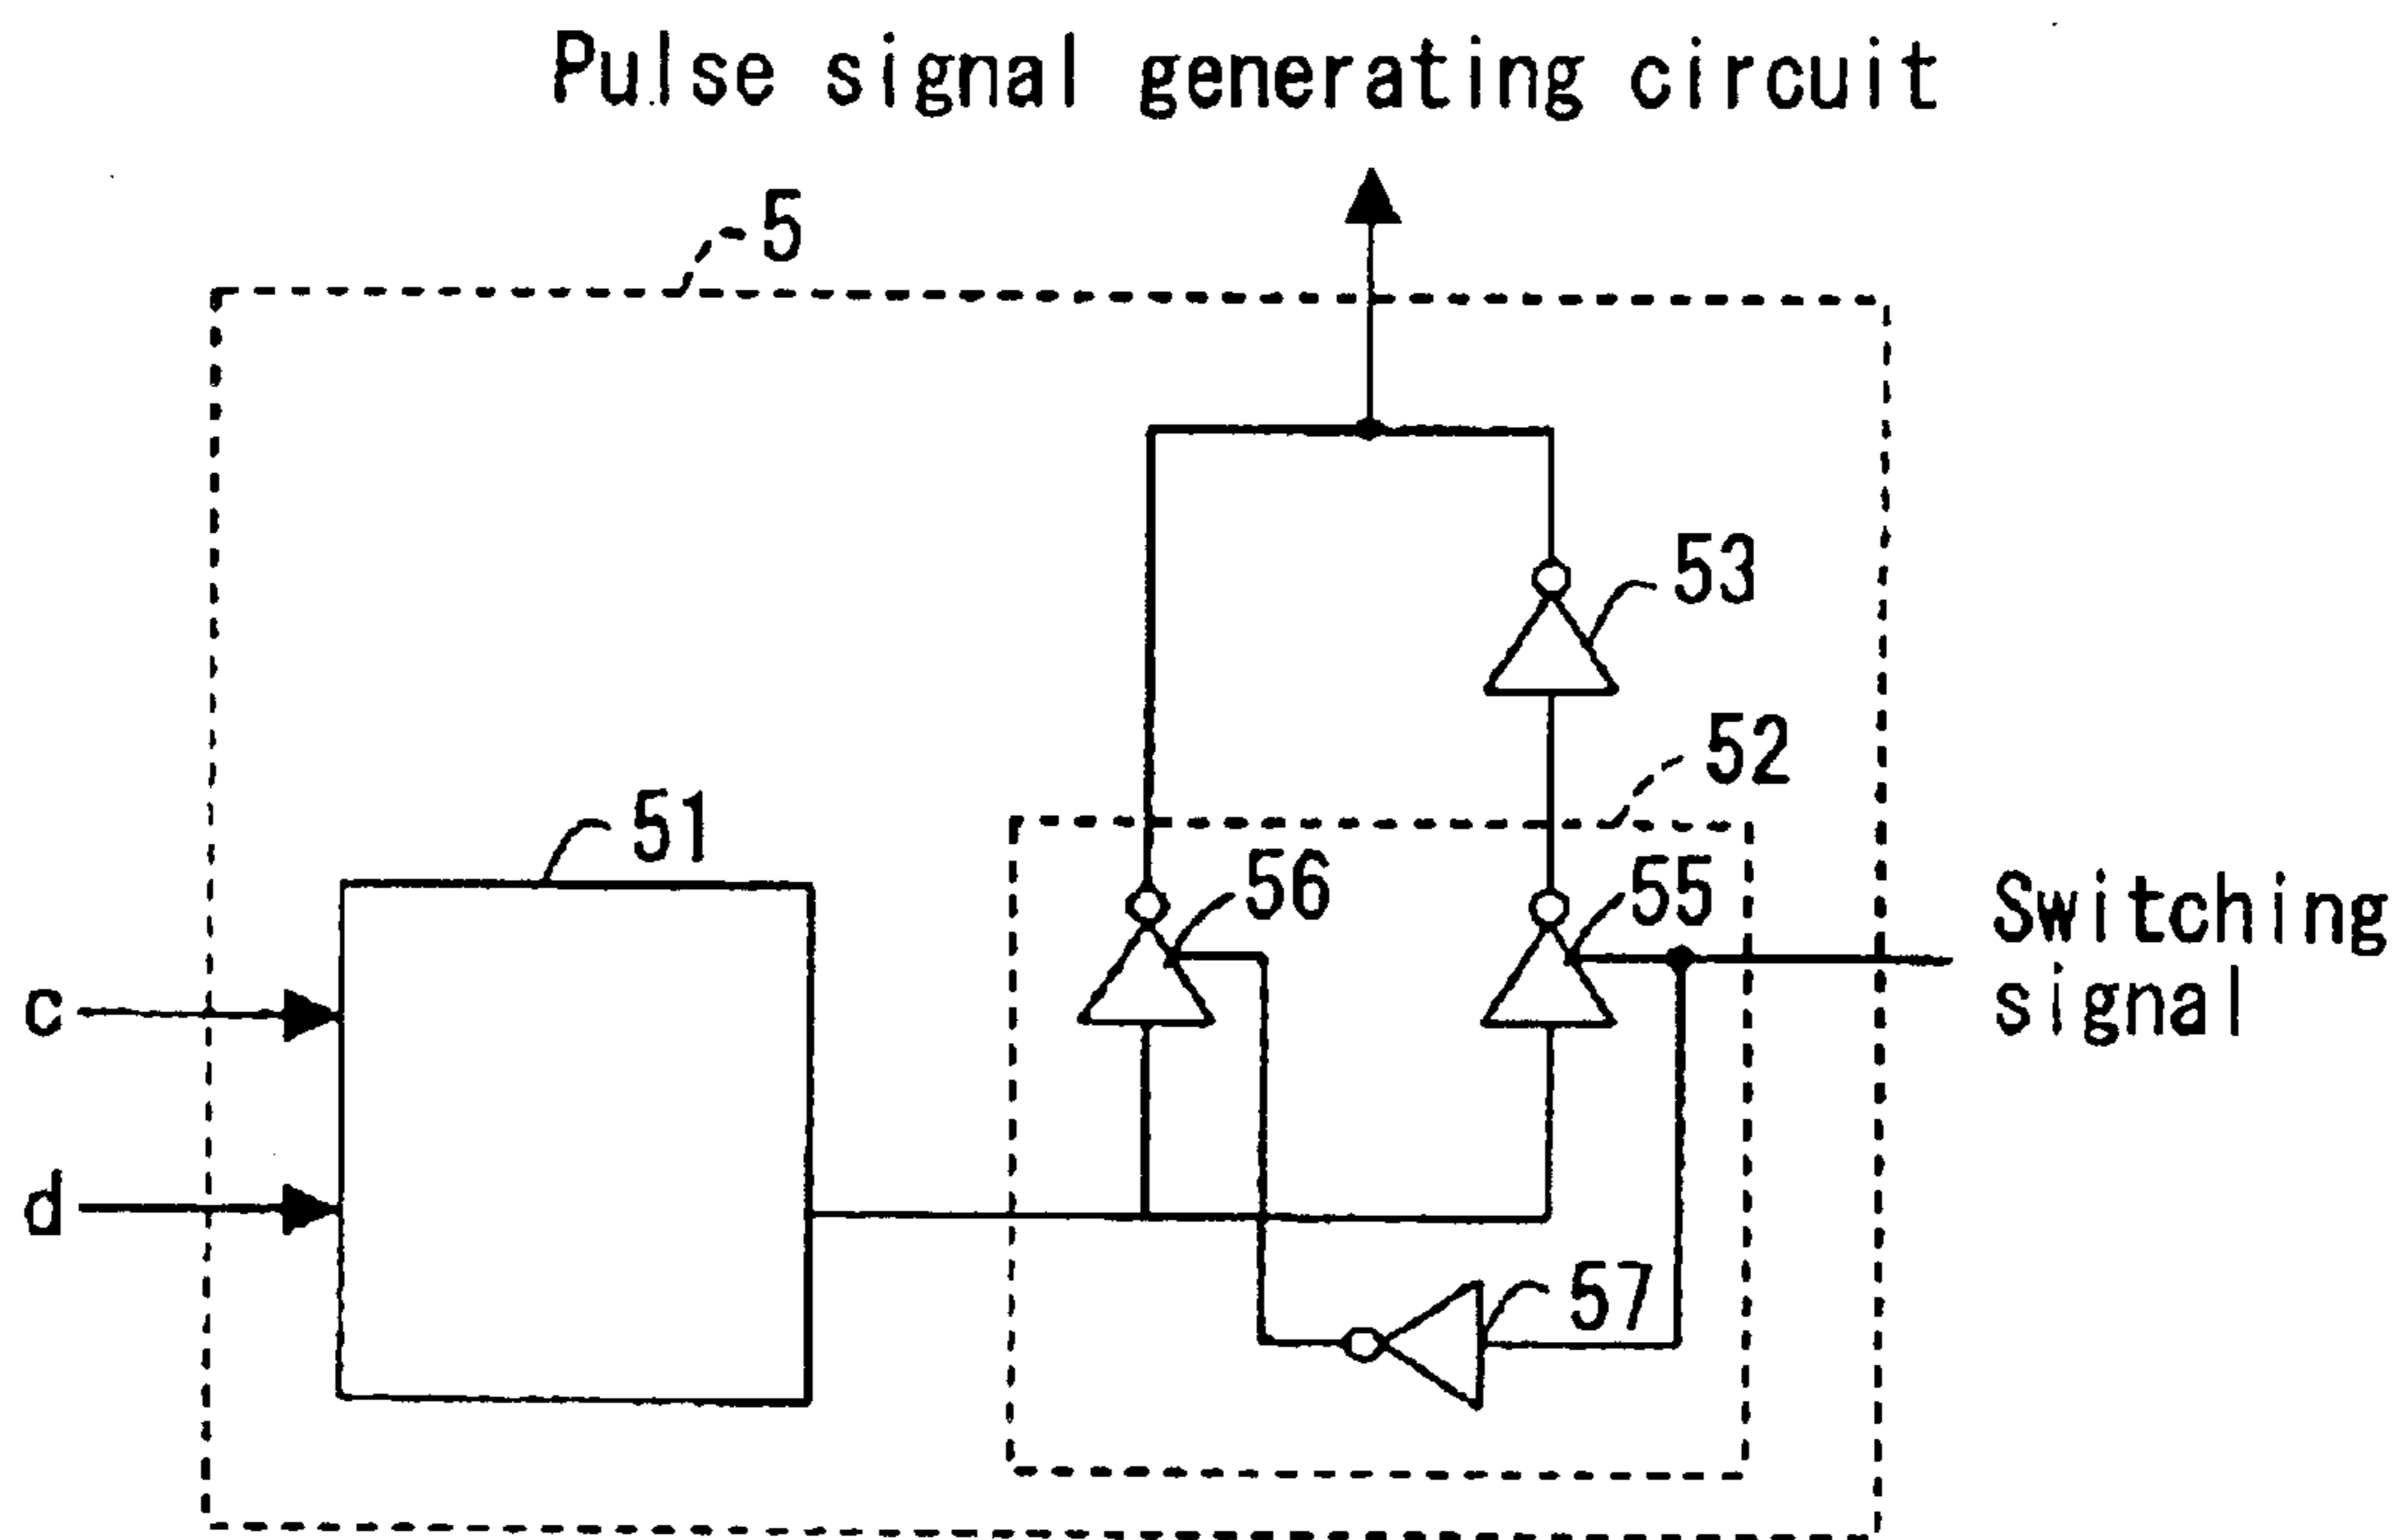 Pulse signal generating circuit
5
53
52
51
56
55
Switching
signal
c
d
57